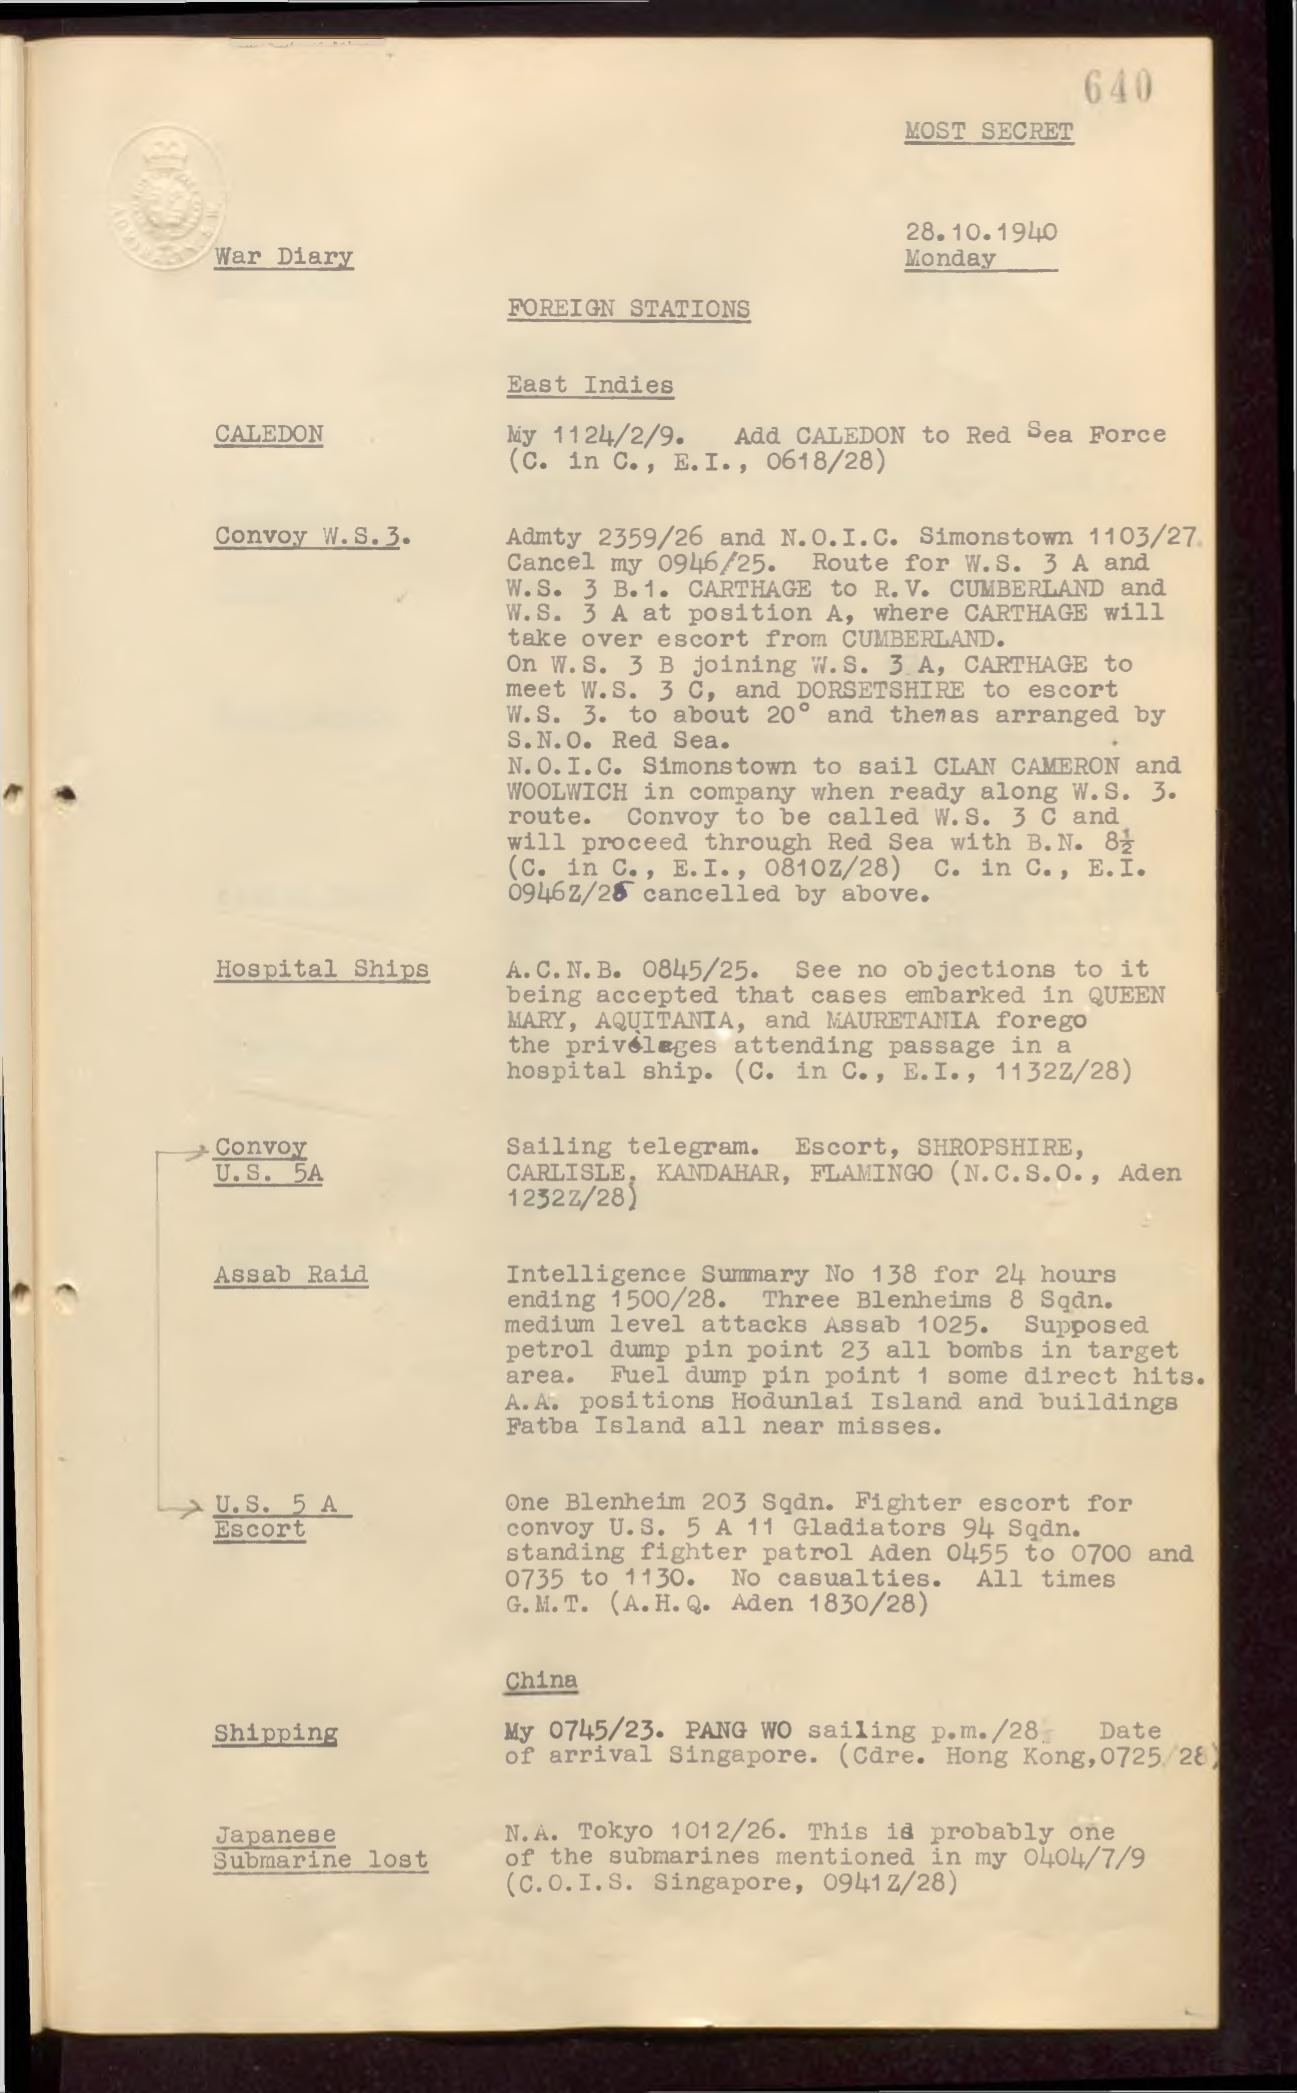 640
MOST SECRET
28.10.1940
War Diary
Monday
FOREIGN STATIONS
East Indies
CALEDON
My 1124/2/9. Add CALEDON to Red Sea Force
(C. in C., E.I., 0618/28)
Convoy W.S.3.
Admty 2359/26 and N.O.I.C. Simonstown 1103/27.
Cancel my 0946/25. Route for W.S. 3 A and
W.S. 3 B.1. CARTHAGE to R.V. CUMBERLAND and
W.S. 3 A at position A, where CARTHAGE will
take over escort from CUMBERLAND.
On W.S. 3 B joining W.S. 3 A, CARTHAGE to
meet W.S. 3 C, and DORSETSHIRE to escort
W.S. 3. to about 20° and then as arranged by
S.N.O. Red Sea.
N.O.I.C. Simonstown to sail CLAN CAMERON and
WOOLWICH in company when ready along W.S. 3.
route. Convoy to be called W.S. 3 C and
will proceed through Red Sea with B.N. 8½
(C. in C., E.I., 0810Z/28) C. in C., E.I.
0946Z/25 cancelled by above.
Hospital Ships
A.C.N.B. 0845/25. See no objections to it
being accepted that cases embarked in QUEEN
MARY, AQUITANIA, and MAURETANIA forego
the privileges attending passage in a
hospital ship. (C. in C., E.I., 1132Z/28)
Convoy
U.S. 5A
Sailing telegram. Escort, SHROPSHIRE,
CARLISLE, KANDAHAR, FLAMINGO (N.C.S.O., Aden
1232Z/28)
Assab Raid
Intelligence Summary No 138 for 24 hours
ending 1500/28. Three Blenheims 8 Sqdn.
medium level attacks Assab 1025. Supposed
petrol dump pin point 23 all bombs in target
area. Fuel dump pin point 1 some direct hits.
A.A. positions Hodunlai Island and buildings
Fatba Island all near misses.
U.S. 5 A
Escort
One Blenheim 203 Sqdn. Fighter escort for
convoy U.S. 5 A 11 Gladiators 94 Sqdn.
standing fighter patrol Aden 0455 to 0700 and
0735 to 1130. No casualties. All times
G.M.T. (A.H.Q. Aden 1830/28)
China
Shipping
My 0745/23. PANG WO sailing p.m./28. Date
of arrival Singapore. (Cdre. Hong Kong,0725/28)
Japanese
Submarine lost
N.A. Tokyo 1012/26. This is probably one
of the submarines mentioned in my 0404/7/9
(C.O.I.S. Singapore, 0941Z/28)